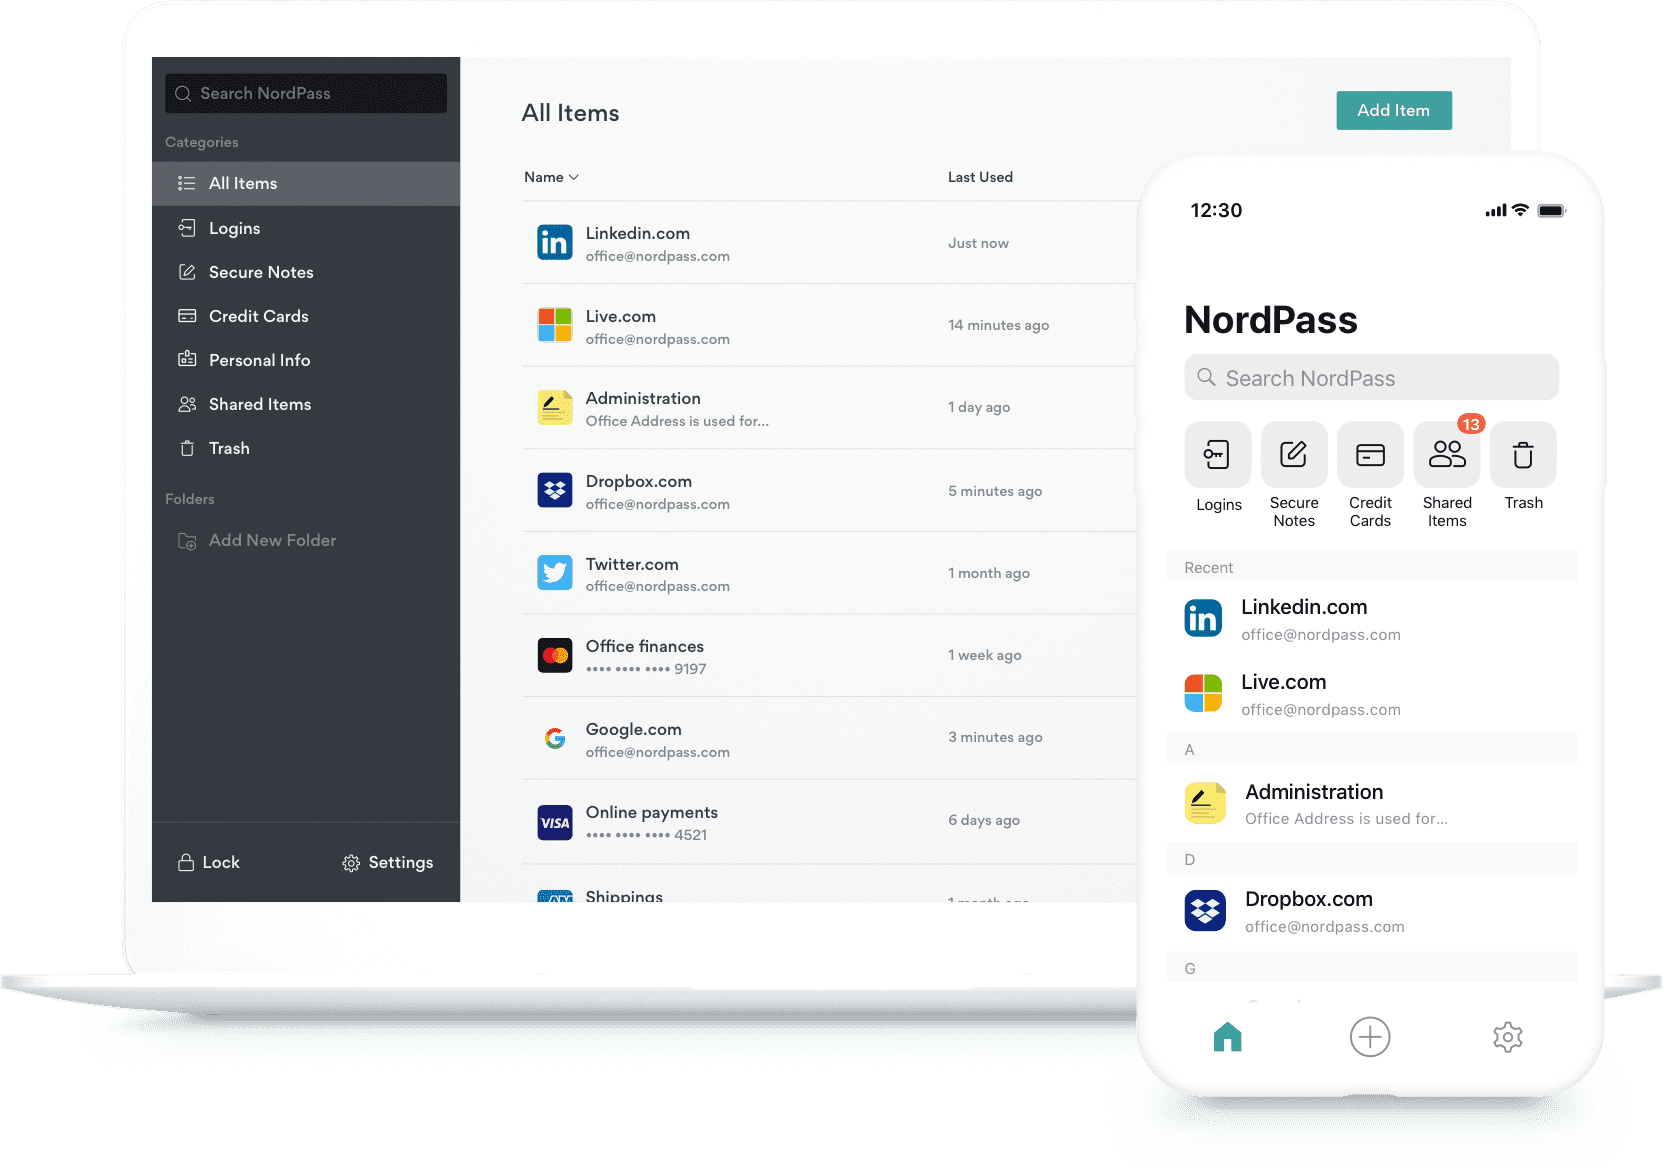 Search NordPass
Categories
All Items
Logins
Secure Notes
Credit Cards
Personal Info
Shared Items
Trash
Folders
Add New Folder
Lock
Settings
All Items
Add Item
Name
Last Used
Linkedin.com
office@nordpass.com
Just now
Live.com
office@nordpass.com
14 minutes ago
Administration
Office Address is used for...
1 day ago
Dropbox.com
office@nordpass.com
5 minutes ago
Twitter.com
office@nordpass.com
1 month ago
Office finances
•••• •••• •••• 9197
1 week ago
Google.com
office@nordpass.com
3 minutes ago
VISA
Online payments
•••• •••• •••• 4521
6 days ago
Shippings
1 month ago
12:30
NordPass
Search NordPass
13
Logins
Secure
Notes
Credit
Cards
Shared
Items
Trash
Recent
in
Linkedin.com
office@nordpass.com
Live.com
office@nordpass.com
A
Administration
Office Address is used for...
D
Dropbox.com
office@nordpass.com
G